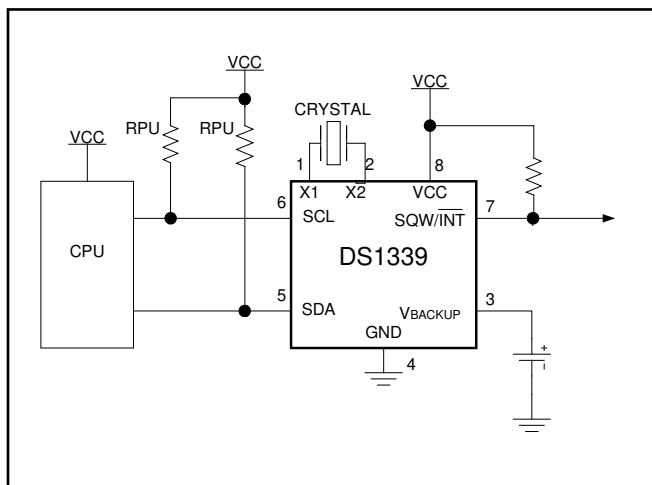 VCC
VCC
CRYSTAL
VCC
RPU
RPU
VCC
1
2
8
X1
X2
VCC
6
SCL
SQW/INT
7
CPU
DS1339
5
SDA
VBACKUP
3
GND
4
+
-